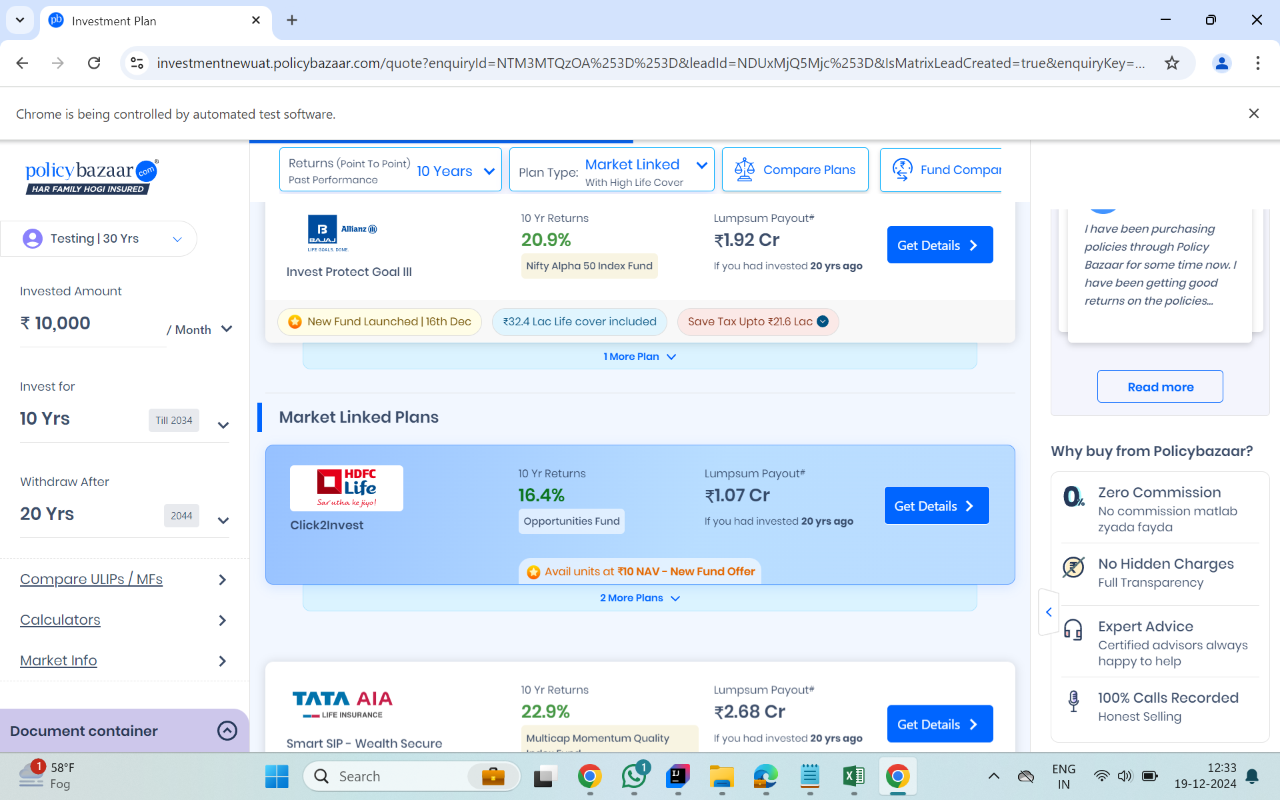 Investment Plan
investmentnewuat.policybazaar.com/quote?enquiryId=NTM3MTQzOA%253D%253D&leadId=NDUxMjQ5Mjc%253D&IsMatrixLeadCreated=true&enquiryKey=...
Chrome is being controlled by automated test software.
policybazaar.com
HAR FAMILY HOGI INSURED
Testing | 30 Yrs
Invested Amount
₹ 10,000
/ Month
Invest for
10 Yrs
Till 2034
Withdraw After
20 Yrs
2044
Compare ULIPs / MFs
Calculators
Market Info
Document container
Returns (Point To Point)
Past Performance
10 Years
Plan Type:
Market Linked
With High Life Cover
Compare Plans
Fund Compar
BAJAJ Allianz
LIFE GOALS. DONE.
Invest Protect Goal III
10 Yr Returns
20.9%
Nifty Alpha 50 Index Fund
Lumpsum Payout#
₹1.92 Cr
If you had invested 20 yrs ago
Get Details
New Fund Launched | 16th Dec
₹32.4 Lac Life cover included
Save Tax Upto ₹21.6 Lac
1 More Plan
Market Linked Plans
HDFC
Life
Sar utha ke jiyo!
Click2Invest
10 Yr Returns
16.4%
Opportunities Fund
Lumpsum Payout#
₹1.07 Cr
If you had invested 20 yrs ago
Get Details
Avail units at ₹10 NAV - New Fund Offer
2 More Plans
TATA AIA
LIFE INSURANCE
Smart SIP - Wealth Secure
10 Yr Returns
22.9%
Multicap Momentum Quality
Index Fund
Lumpsum Payout#
₹2.68 Cr
If you had invested 20 yrs ago
Get Details
I have been purchasing
policies through Policy
Bazaar for some time now. I
have been getting good
returns on the policies...
Read more
Why buy from Policybazaar?
0%
Zero Commission
No commission matlab
zyada fayda
No Hidden Charges
Full Transparency
Expert Advice
Certified advisors always
happy to help
100% Calls Recorded
Honest Selling
1
58°F
Fog
Search
1
ENG
IN
12:33
19-12-2024